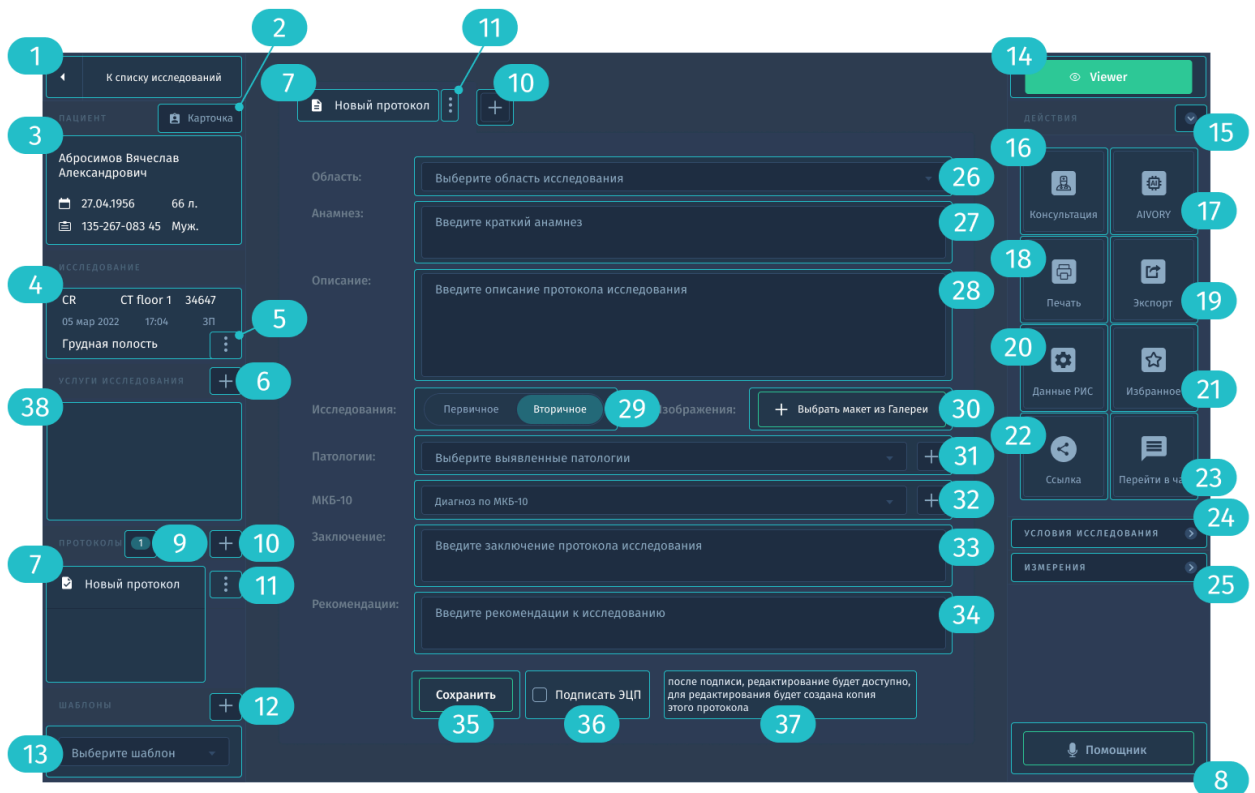 1
К списку исследований
2
ПАЦИЕНТ
Карточка
3
Абросимов Вячеслав
Александрович
27.04.1956 66 л.
135-267-083 45 Муж.
ИССЛЕДОВАНИЕ
4
CR CT floor 1 34647
05 мар 2022 17:04 ЗП
Грудная полость
5
УСЛУГИ ИССЛЕДОВАНИЯ
6
38
ПРОТОКОЛЫ 1
9
10
7
Новый протокол
11
ШАБЛОНЫ
12
13
Выберите шаблон
7
Новый протокол
11
10
Область:
Выберите область исследования
26
Анамнез:
Введите краткий анамнез
27
Описание:
Введите описание протокола исследования
28
Исследования:
Первичное Вторичное
29
Изображения:
+ Выбрать макет из Галереи
30
Патологии:
Выберите выявленные патологии
31
МКБ-10
Диагноз по МКБ-10
32
Заключение:
Введите заключение протокола исследования
33
Рекомендации:
Введите рекомендации к исследованию
34
Сохранить
35
Подписать ЭЦП
36
после подписи, редактирование будет доступно,
для редактирования будет создана копия
этого протокола
37
14
Viewer
ДЕЙСТВИЯ
15
16
Консультация
AI
AIVORY
17
18
Печать
Экспорт
19
20
Данные РИС
Избранное
21
22
Ссылка
Перейти в
23
24
УСЛОВИЯ ИССЛЕДОВАНИЯ
ИЗМЕРЕНИЯ
25
Помощник
8